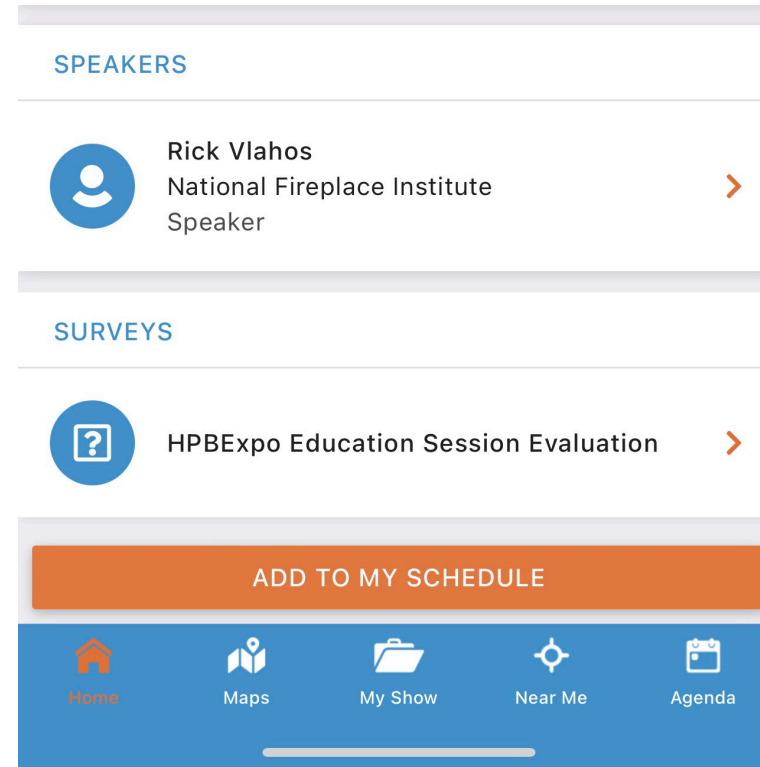 SPEAKERS
Rick Vlahos
National Fireplace Institute
Speaker
SURVEYS
HPBExpo Education Session Evaluation
ADD TO MY SCHEDULE
Home
Maps
My Show
Near Me
Agenda